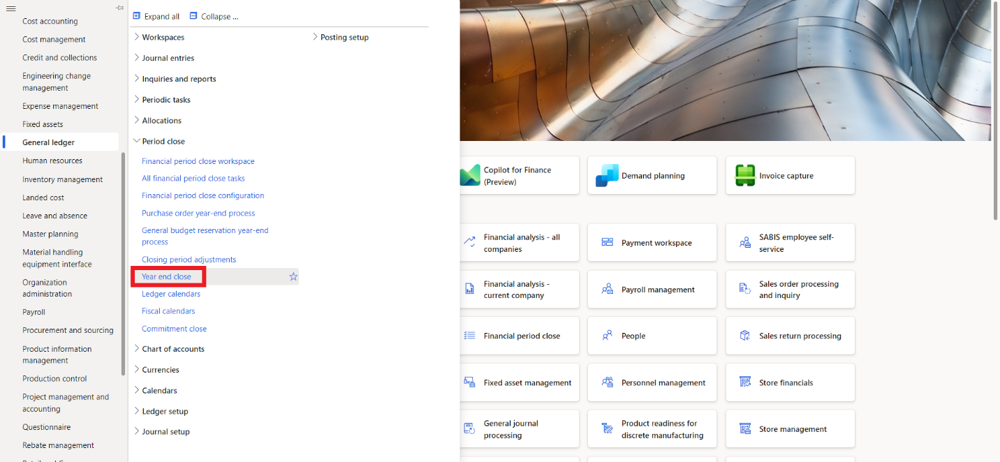 Cost accounting
Cost management
Credit and collections
Engineering change
management
Expense management
Fixed assets
General ledger
Human resources
Inventory management
Landed cost
Leave and absence
Master planning
Material handling
equipment interface
Organization
administration
Payroll
Procurement and sourcing
Product information
management
Production control
Project management and
accounting
Questionnaire
Rebate management
Expand all
Collapse ...
Workspaces
Journal entries
Inquiries and reports
Periodic tasks
Allocations
Period close
Financial period close workspace
All financial period close tasks
Financial period close configuration
Purchase order year-end process
General budget reservation year-end
process
Closing period adjustments
Year end close
Ledger calendars
Fiscal calendars
Commitment close
Chart of accounts
Currencies
Calendars
Ledger setup
Journal setup
Posting setup
Copilot for Finance
(Preview)
Demand planning
Invoice capture
Financial analysis - all
companies
Payment workspace
SABIS employee self-
service
Financial analysis -
current company
Payroll management
Sales order processing
and inquiry
Financial period close
People
Sales return processing
Fixed asset management
Personnel management
Store financials
General journal
processing
Product readiness for
discrete manufacturing
Store management